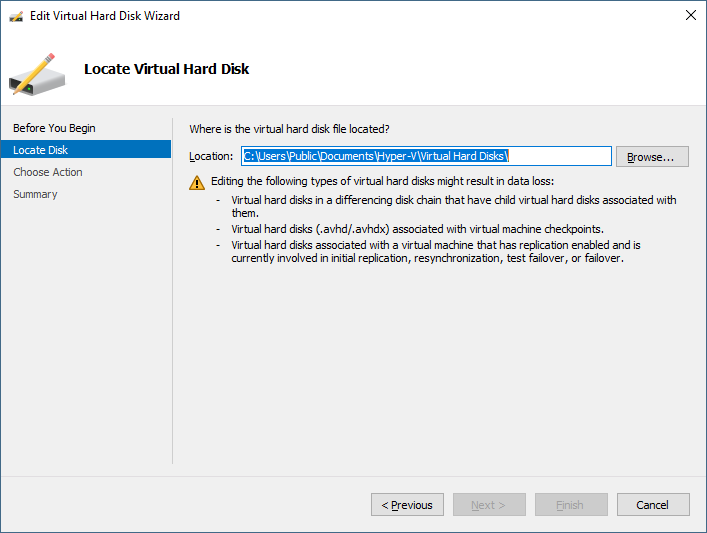 Edit Virtual Hard Disk Wizard
Locate Virtual Hard Disk
Before You Begin
Locate Disk
Choose Action
Summary
Where is the virtual hard disk file located?
Location: C:\Users\Public\Documents\Hyper-V\Virtual Hard Disks\ Browse...
Editing the following types of virtual hard disks might result in data loss:
- Virtual hard disks in a differencing disk chain that have child virtual hard disks associated with
them.
- Virtual hard disks (.avhd/.avhdx) associated with virtual machine checkpoints.
- Virtual hard disks associated with a virtual machine that has replication enabled and is
currently involved in initial replication, resynchronization, test failover, or failover.
< Previous Next > Finish Cancel